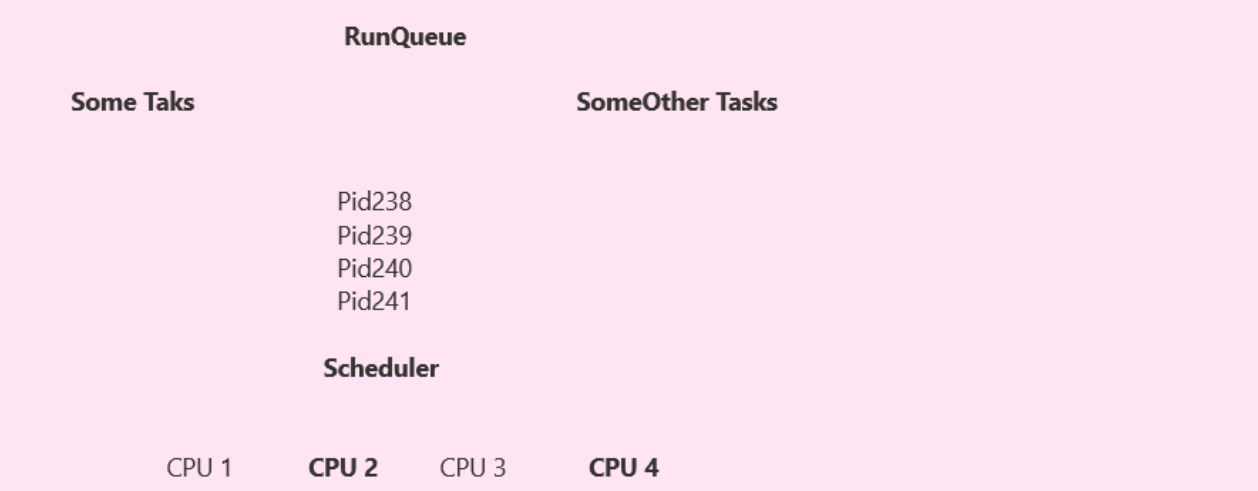 RunQueue
Some Taks SomeOther Tasks
Pid238
Pid239
Pid240
Pid241
Scheduler
CPU 1 CPU 2 CPU 3 CPU 4